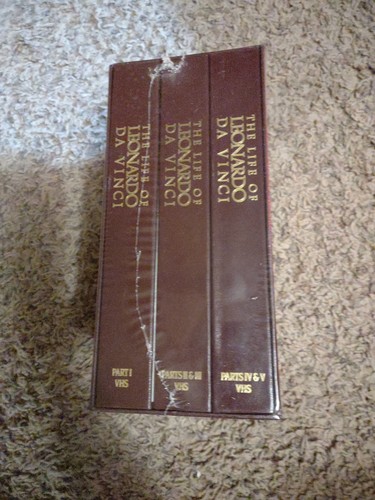 THE LIFE OF
LEONARDO
DA VINCI
PART I
VHS
THE LIFE OF
LEONARDO
DA VINCI
PARTS II & III
VHS
THE LIFE OF
LEONARDO
DA VINCI
PARTS IV & V
VHS